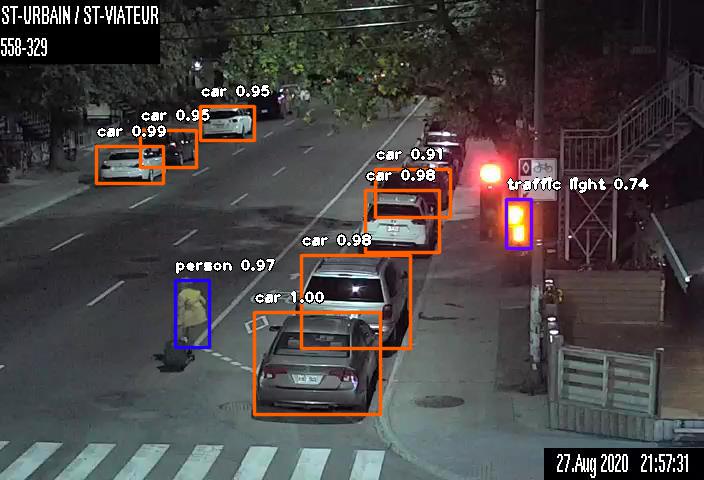 ST-URBAIN / ST-VIATEUR
558-329
car 0.95
car 0.95
car 0.99
car 0.91
car 0.98
traffic light 0.74
car 0.98
person 0.97
car 1.00
27.Aug 2020 21:57:31